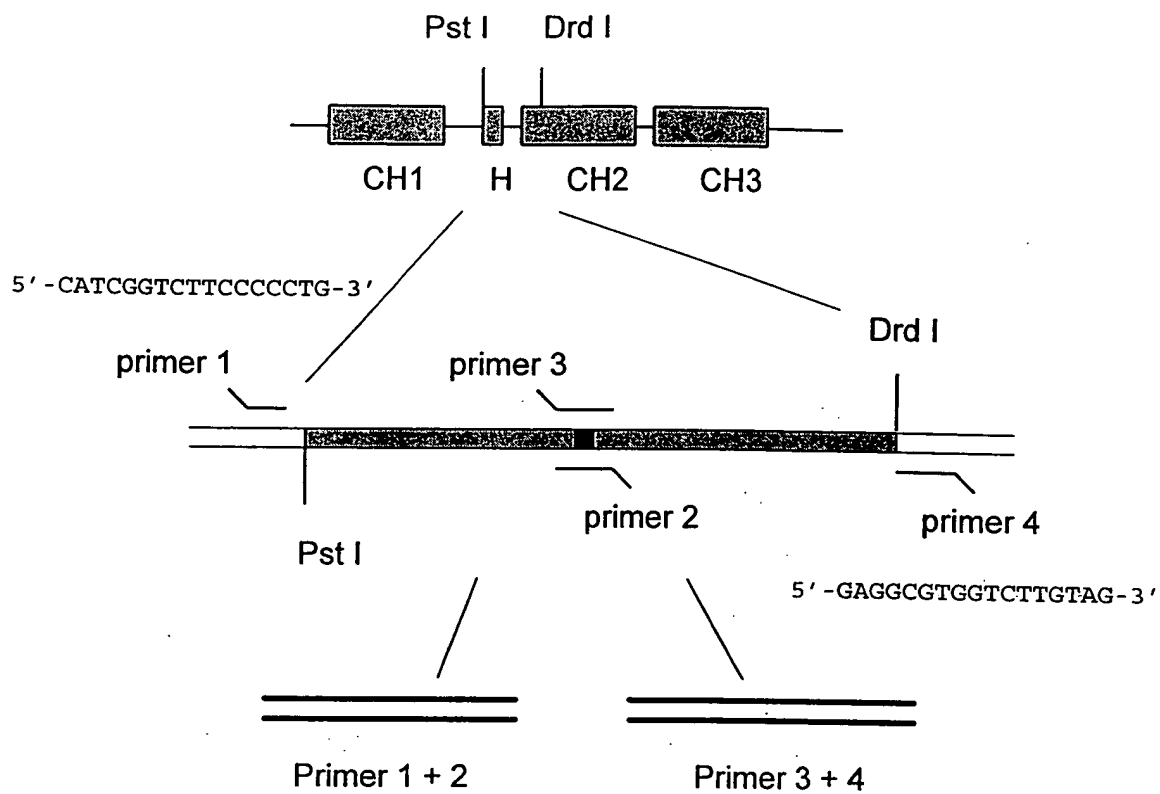 Pst I Drd I
CH1 H CH2 CH3
5'-CATCGGTCTTCCCCCTG-3'
Drd I
primer 1 primer 3
primer 2 primer 4
Pst I
5'-GAGGCGTGGTCTTGTAG-3'
Primer 1 + 2 Primer 3 + 4